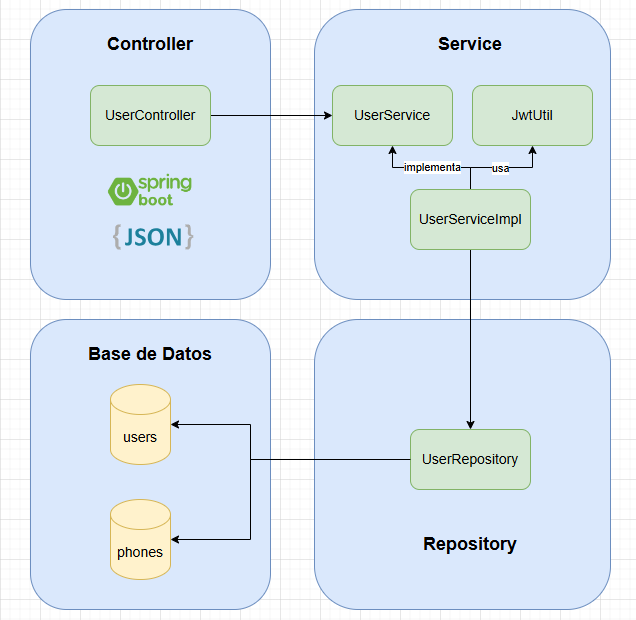 Controller
Service
UserController
UserService
JwtUtil
implementa
usa
spring
boot
UserServiceImpl
{JSON}
Base de Datos
users
UserRepository
phones
Repository